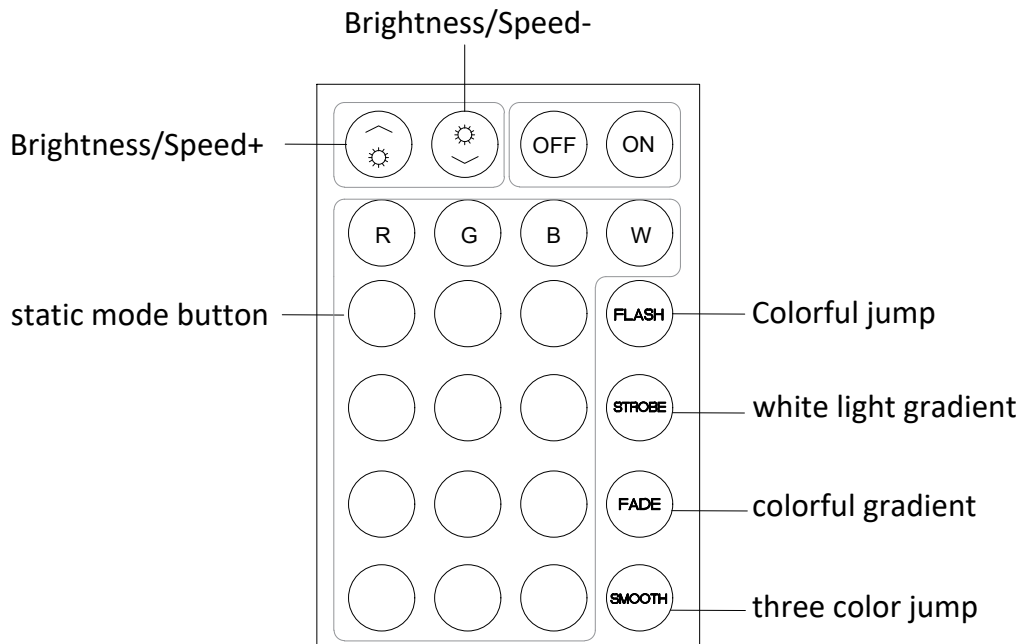 Brightness/Speed-
Brightness/Speed+
OFF
ON
R
G
B
W
static mode button
FLASH
Colorful jump
STROBE
white light gradient
FADE
colorful gradient
SMOOTH
three color jump